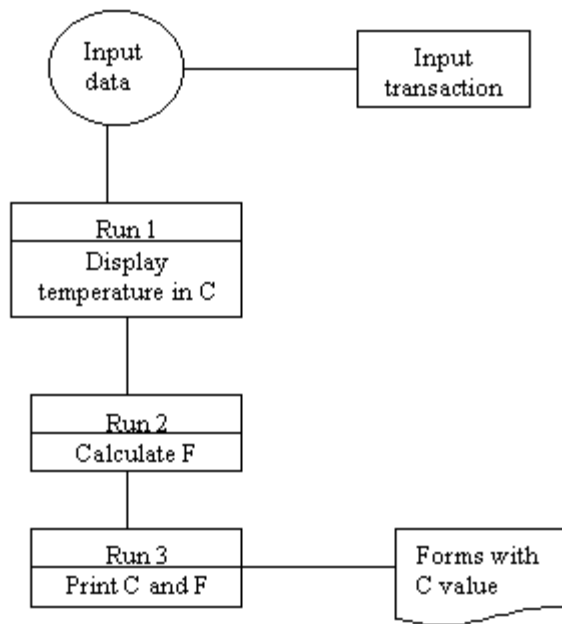 Input
data
Input
transaction
Run 1
Display
temperature in C
Run 2
Calculate F
Run 3
Print C and F
Forms with
C value